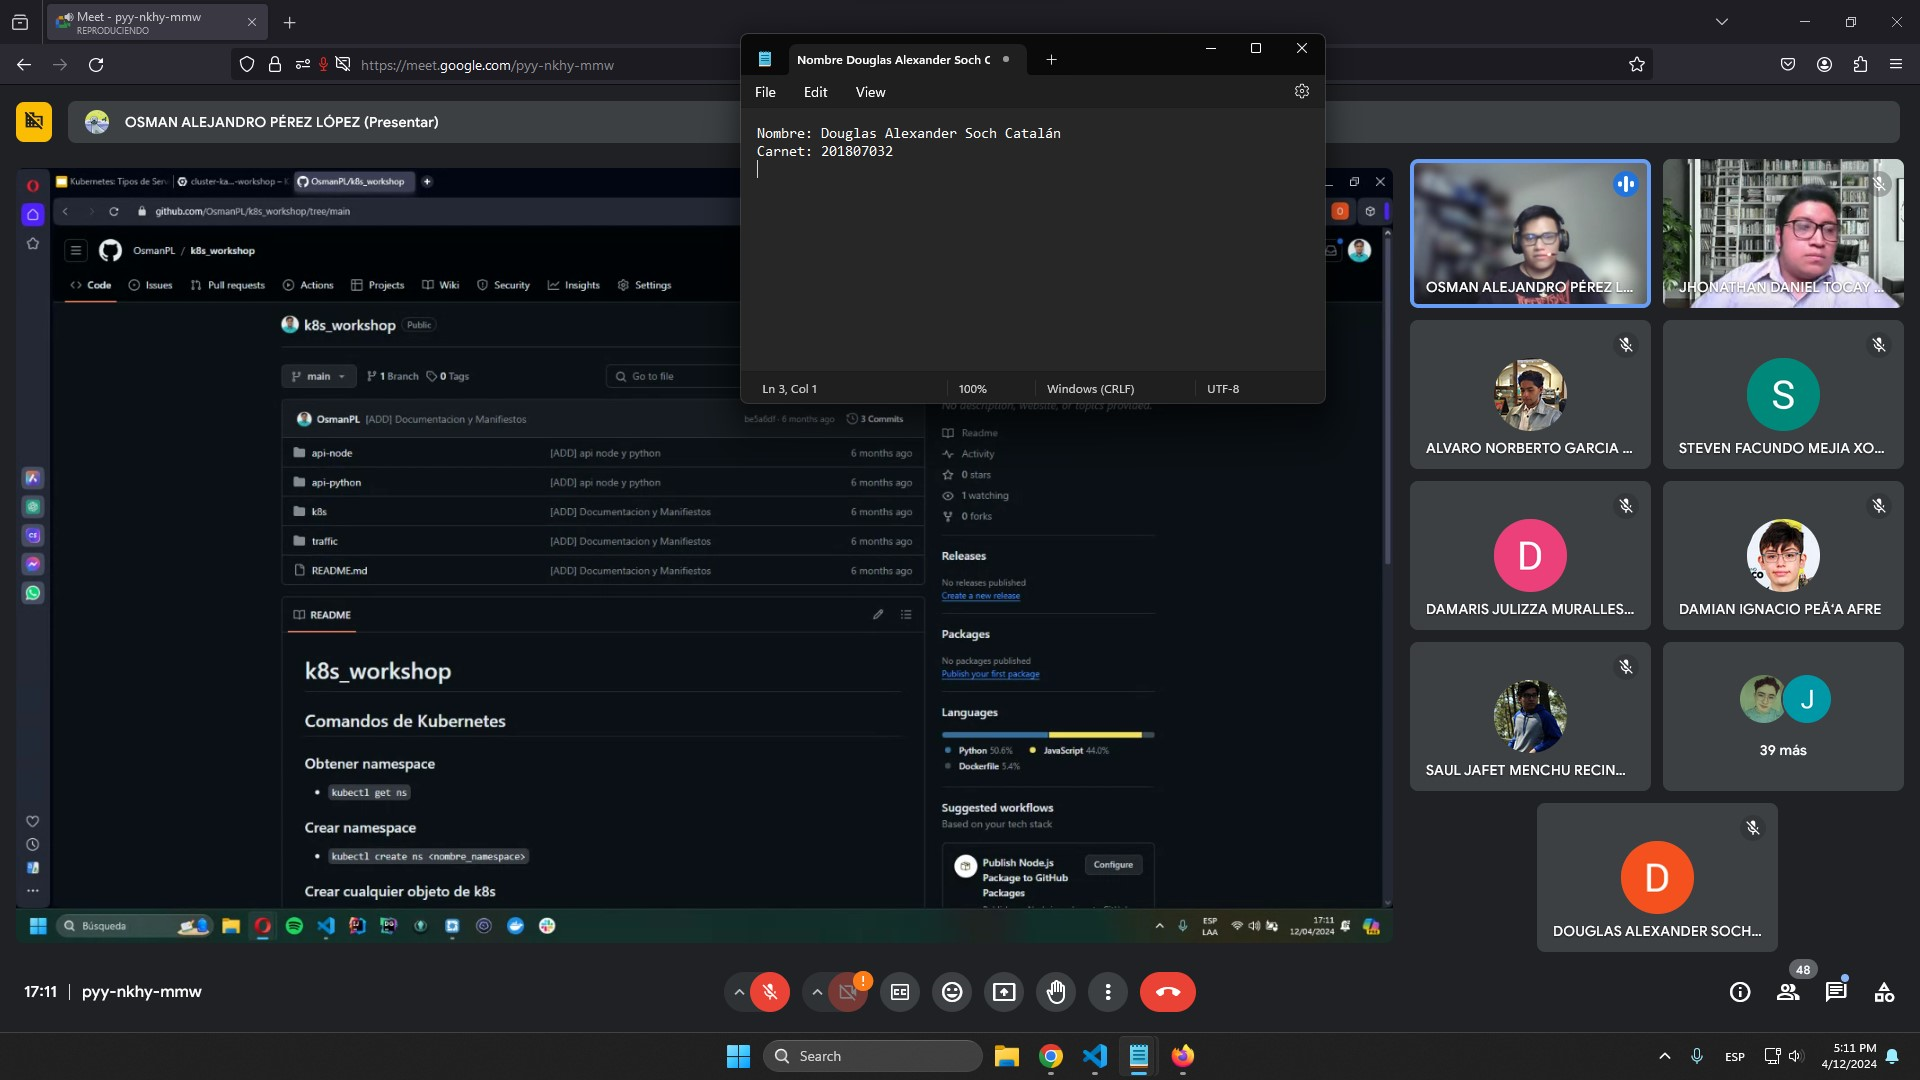 Meet - pyy-nkhy-mmw
REPRODUCIENDO
https://meet.google.com/pyy-nkhy-mmw
OSMAN ALEJANDRO PÉREZ LÓPEZ (Presentar)
Nombre Douglas Alexander Soch C
File Edit View
Nombre: Douglas Alexander Soch Catalán
Carnet: 201807032
Ln 3, Col 1 100% Windows (CRLF) UTF-8
Kubernetes: Tipos de Ser
cluster-ka...-workshop –
OsmanPL/k8s_workshop
github.com/OsmanPL/k8s_workshop/tree/main
OsmanPL / k8s_workshop
Code Issues Pull requests Actions Projects Wiki Security Insights Settings
k8s_workshop Public
main 1 Branch 0 Tags Go to file
OsmanPL [ADD] Documentacion y Manifiestos be5a6df · 6 months ago 3 Commits
api-node [ADD] api node y python 6 months ago
api-python [ADD] api node y python 6 months ago
k8s [ADD] Documentacion y Manifiestos 6 months ago
traffic [ADD] Documentacion y Manifiestos 6 months ago
README.md [ADD] Documentacion y Manifiestos 6 months ago
README
k8s_workshop
Comandos de Kubernetes
Obtener namespace
kubectl get ns
Crear namespace
kubectl create ns <nombre_namespace>
Crear cualquier objeto de k8s
No description, website, or topics provided.
Readme
Activity
0 stars
1 watching
0 forks
Releases
No releases published
Create a new release
Packages
No packages published
Publish your first package
Languages
Python 50.6% JavaScript 44.0%
Dockerfile 5.4%
Suggested workflows
Based on your tech stack
Publish Node.js
Package to GitHub
Packages
Configure
Búsqueda
ESP
LAA
17:11
12/04/2024
OSMAN ALEJANDRO PÉREZ L...
JHONATHAN DANIEL TOCAY ...
ALVARO NORBERTO GARCIA ...
S
STEVEN FACUNDO MEJIA XO...
D
DAMARIS JULIZZA MURALLES...
DAMIAN IGNACIO PEÃ‘A AFRE
SAUL JAFET MENCHU RECIN...
J
39 más
D
DOUGLAS ALEXANDER SOCH...
17:11 | pyy-nkhy-mmw
48
Search
ESP
5:11 PM
4/12/2024